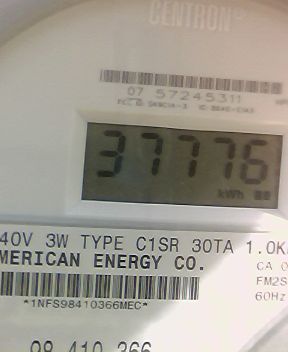 CENTRON
07 57245311
37776
kWh
40V 3W TYPE C1SR 30TA 1.0K
MERICAN ENERGY CO.
CA 0
FM2S
60Hz
*1NFS98410366MEC*
98 410 366